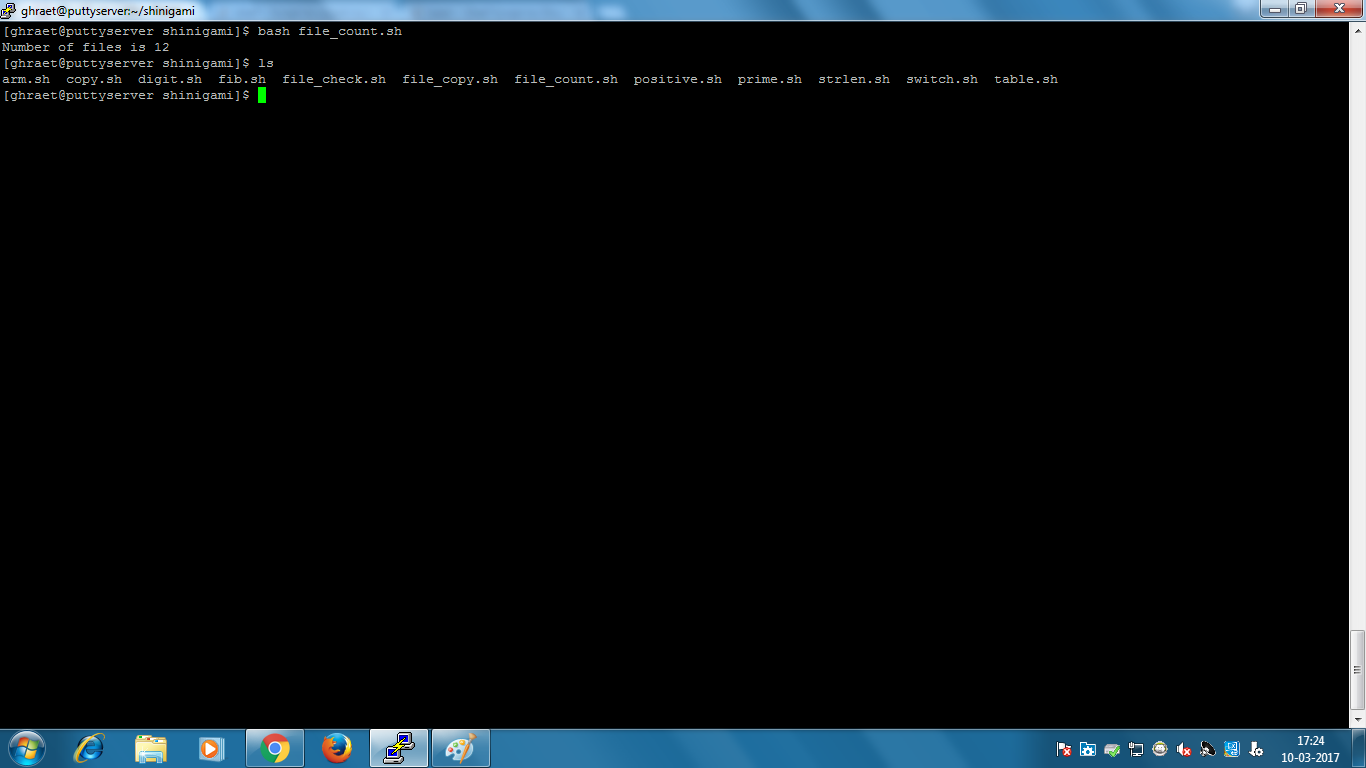 ghraet@puttyserver:~/shinigami
[ghraet@puttyserver shinigami]$ bash file_count.sh
Number of files is 12
[ghraet@puttyserver shinigami]$ ls
arm.sh  copy.sh  digit.sh  fib.sh  file_check.sh  file_copy.sh  file_count.sh  positive.sh  prime.sh  strlen.sh  switch.sh  table.sh
[ghraet@puttyserver shinigami]$
17:24
10-03-2017